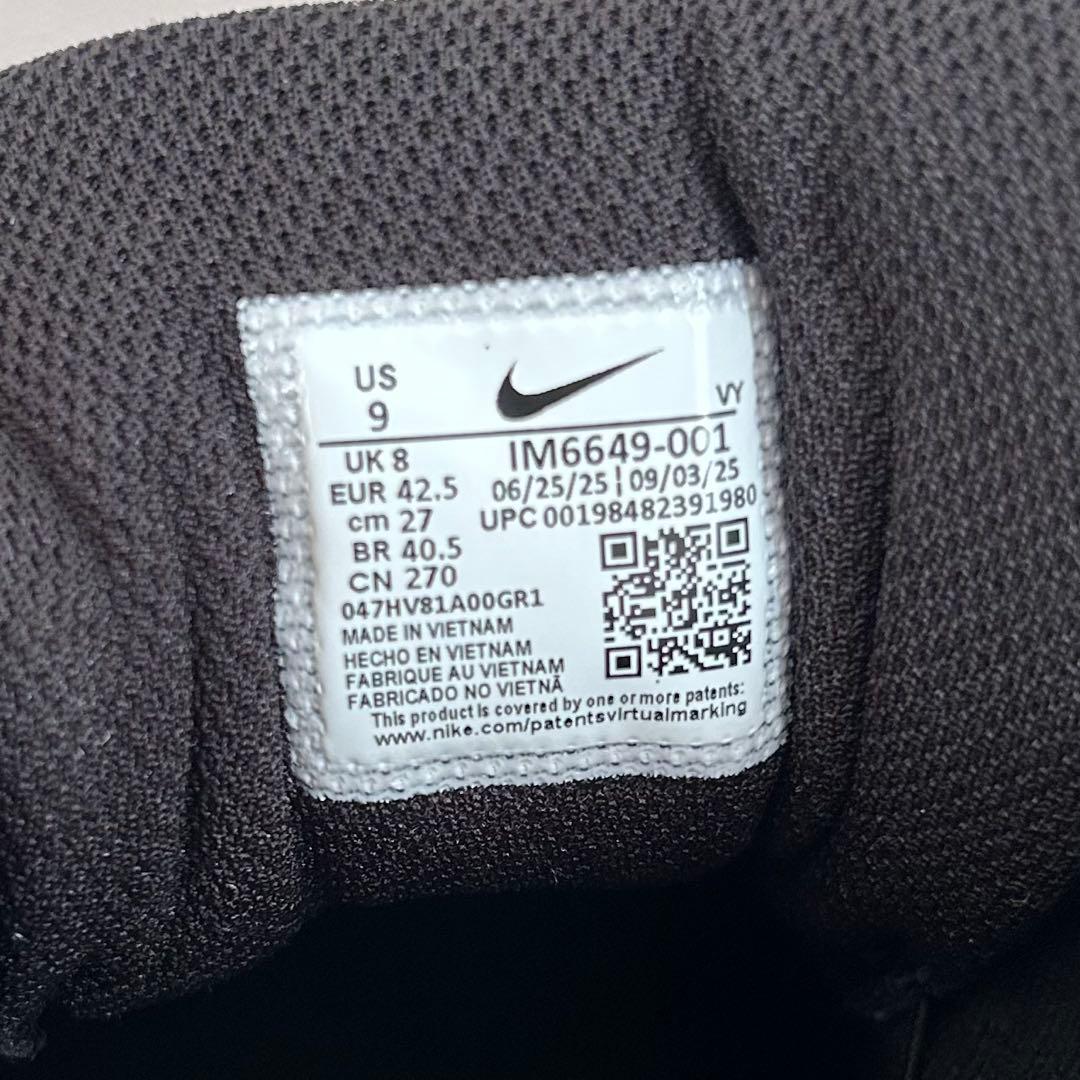 US
9
VY
UK 8
EUR 42.5
cm 27
BR 40.5
CN 270
IM6649-001
06/25/25 | 09/03/25
UPC 00198482391980
047HV81A00GR1
MADE IN VIETNAM
HECHO EN VIETNAM
FABRIQUE AU VIETNAM
FABRICADO NO VIETNÃ
This product is covered by one or more patents:
www.nike.com/patentsvirtualmarking